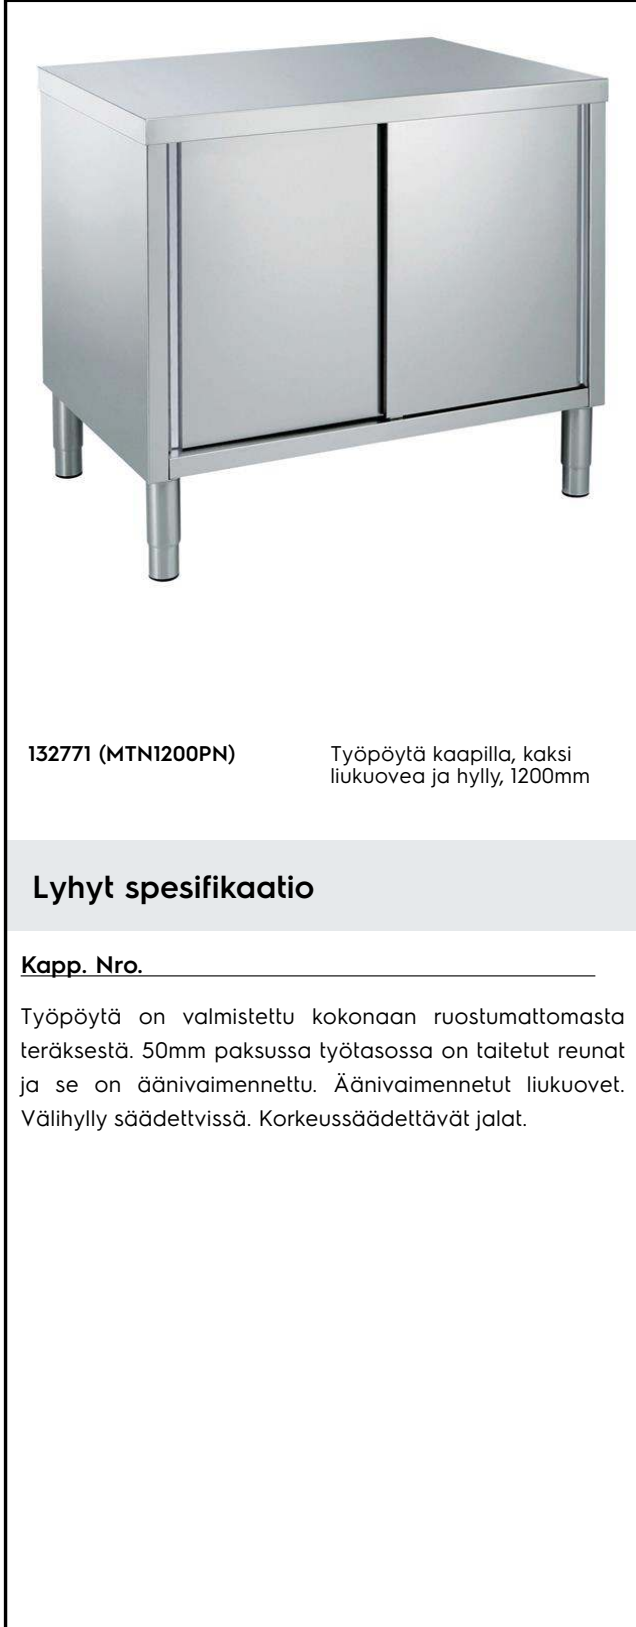 132771 (MTN1200PN)
Työpöytä kaapilla, kaksi
liukuovea ja hylly, 1200mm
Lyhyt spesifikaatio
Kapp. Nro.
Työpöytä on valmistettu kokonaan ruostumattomasta
teräksestä. 50mm paksussa työtasossa on taitetut reunat
ja se on äänivaimennettu. Äänivaimennetut liukuovet.
Välihylly säädettvissä. Korkeussäädettävät jalat.